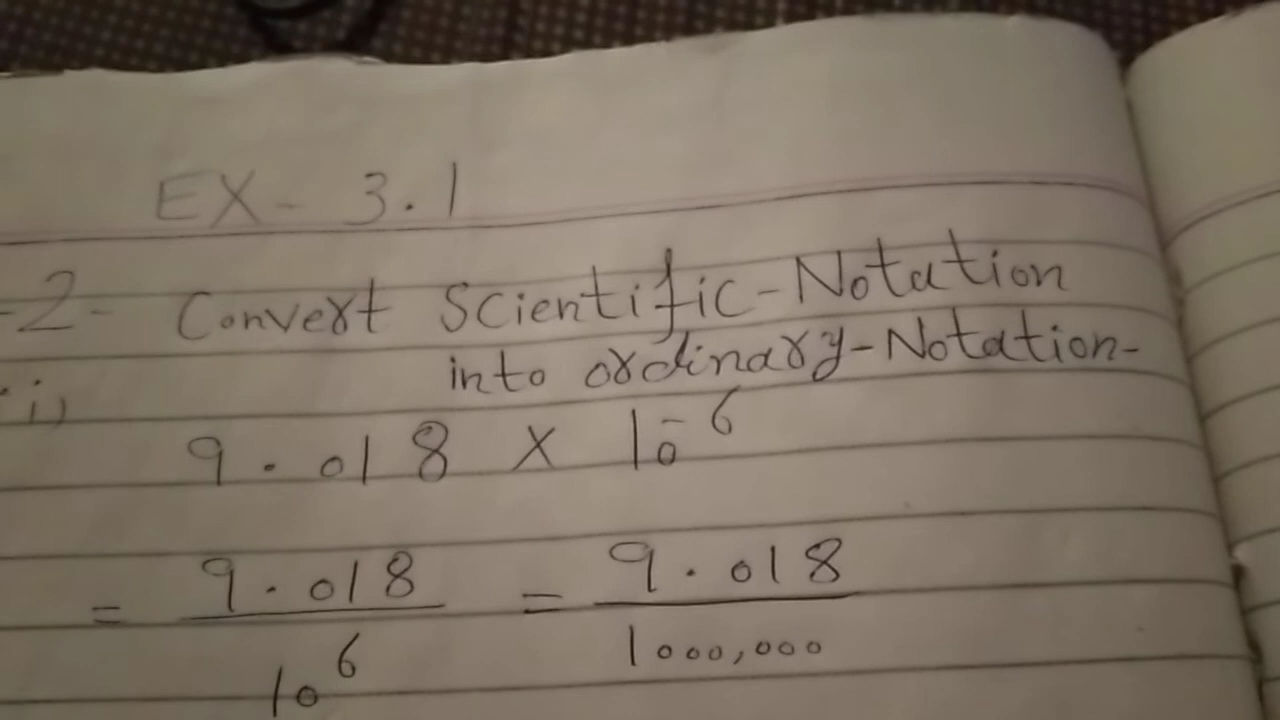 EX- 3.1
-2- Convert Scientific-Notation
into ordinary-Notation-
i)
9.018 X 10⁻⁶
= 9.018 / 10⁶ = 9.018 / 1000,000